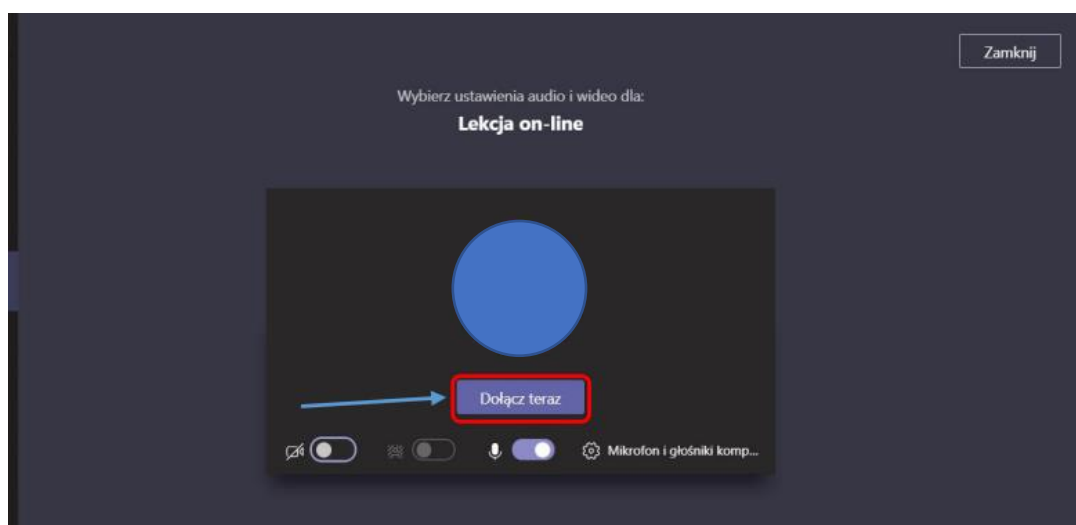 Zamknij
Wybierz ustawienia audio i wideo dla:
Lekcja on-line
Dołącz teraz
Mikrofon i głośniki komp...